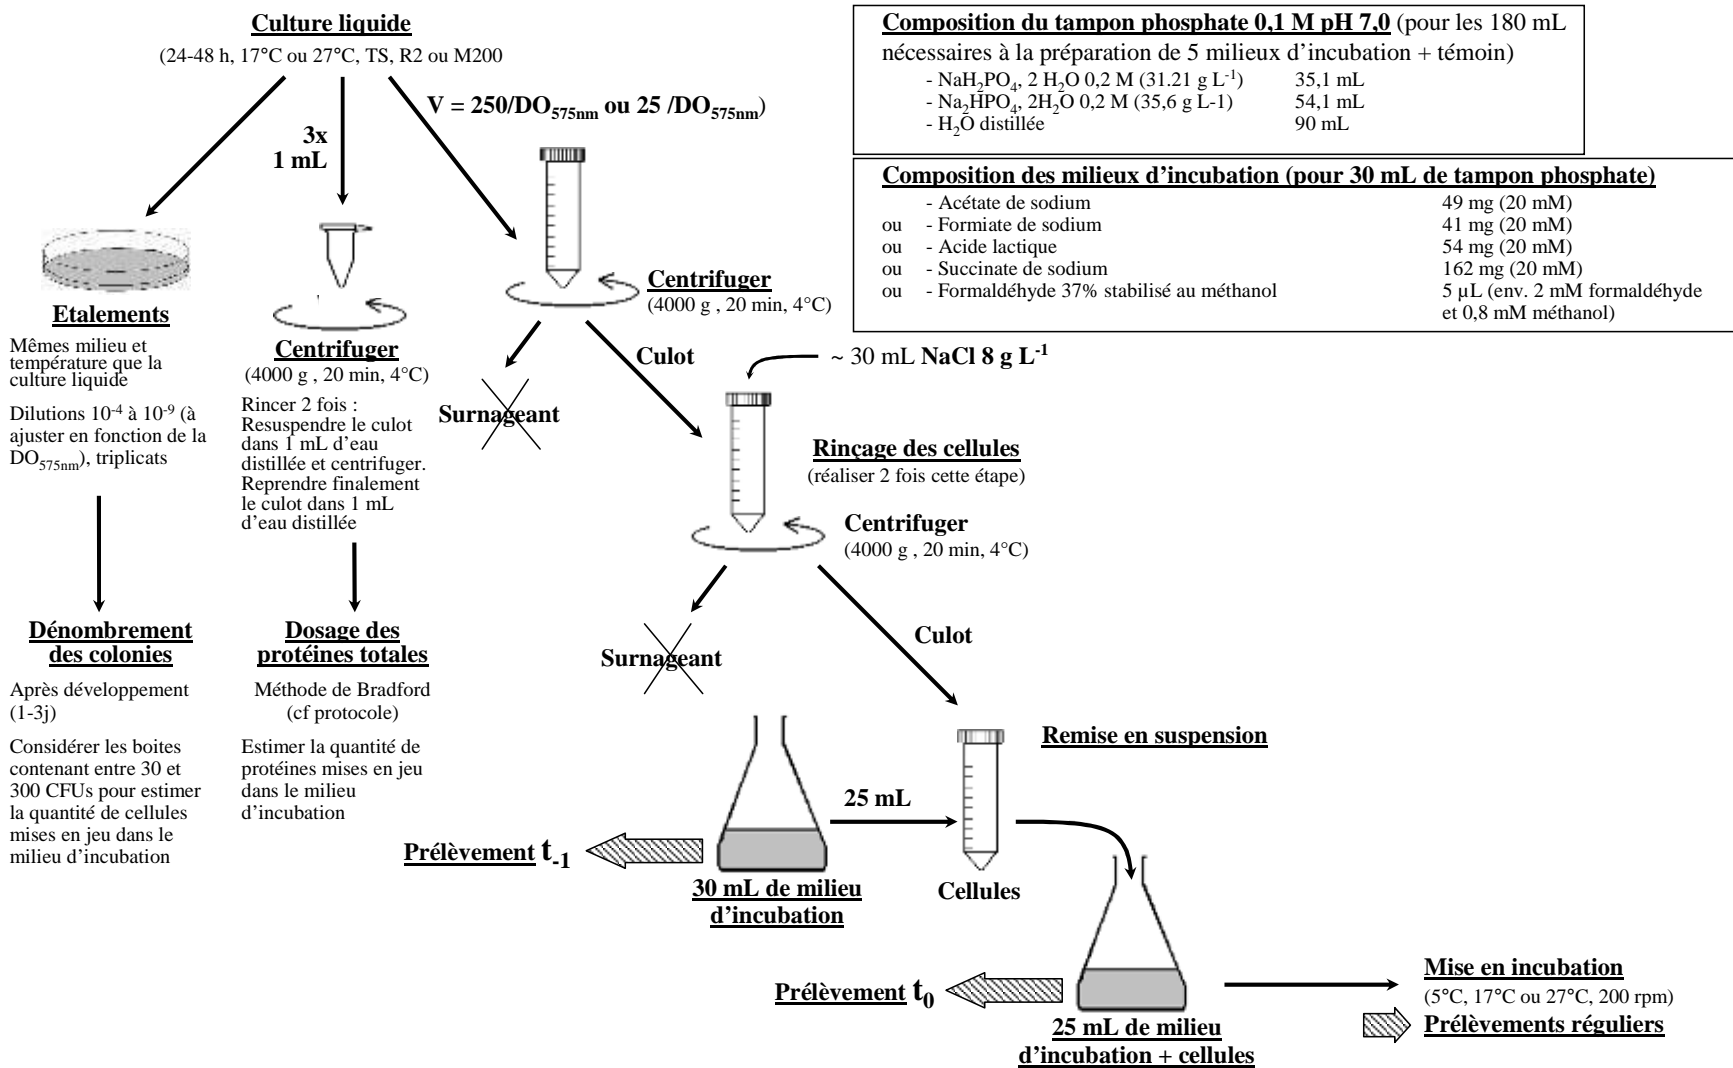 Culture liquide
(24-48 h, 17°C ou 27°C, TS, R2 ou M200
V = 250/DO575nm ou 25 /DO575nm)
3x
1 mL
Etalements
Mêmes milieu et
température que la
culture liquide
Dilutions 10-4 à 10-9 (à
ajuster en fonction de la
DO575nm), triplicats
Dénombrement
des colonies
Après développement
(1-3j)
Considérer les boites
contenant entre 30 et
300 CFUs pour estimer
la quantité de cellules
mises en jeu dans le
milieu d'incubation
Centrifuger
(4000 g , 20 min, 4°C)
Rincer 2 fois :
Resuspendre le culot
dans 1 mL d'eau
distillée et centrifuger.
Reprendre finalement
le culot dans 1 mL
d'eau distillée
Dosage des
protéines totales
Méthode de Bradford
(cf protocole)
Estimer la quantité de
protéines mises en jeu
dans le milieu
d'incubation
Centrifuger
(4000 g , 20 min, 4°C)
Surnageant
Culot
~ 30 mL NaCl 8 g L-1
Rinçage des cellules
(réaliser 2 fois cette étape)
Centrifuger
(4000 g , 20 min, 4°C)
Surnageant
Culot
Remise en suspension
25 mL
Prélèvement t-1
30 mL de milieu
d'incubation
Cellules
Prélèvement t0
25 mL de milieu
d'incubation + cellules
Mise en incubation
(5°C, 17°C ou 27°C, 200 rpm)
Prélèvements réguliers
Composition du tampon phosphate 0,1 M pH 7,0 (pour les 180 mL
nécessaires à la préparation de 5 milieux d'incubation + témoin)
- NaH2PO4, 2 H2O 0,2 M (31.21 g L-1) 35,1 mL
- Na2HPO4, 2H2O 0,2 M (35,6 g L-1) 54,1 mL
- H2O distillée 90 mL
Composition des milieux d'incubation (pour 30 mL de tampon phosphate)
- Acétate de sodium 49 mg (20 mM)
ou - Formiate de sodium 41 mg (20 mM)
ou - Acide lactique 54 mg (20 mM)
ou - Succinate de sodium 162 mg (20 mM)
ou - Formaldéhyde 37% stabilisé au méthanol 5 µL (env. 2 mM formaldéhyde
et 0,8 mM méthanol)